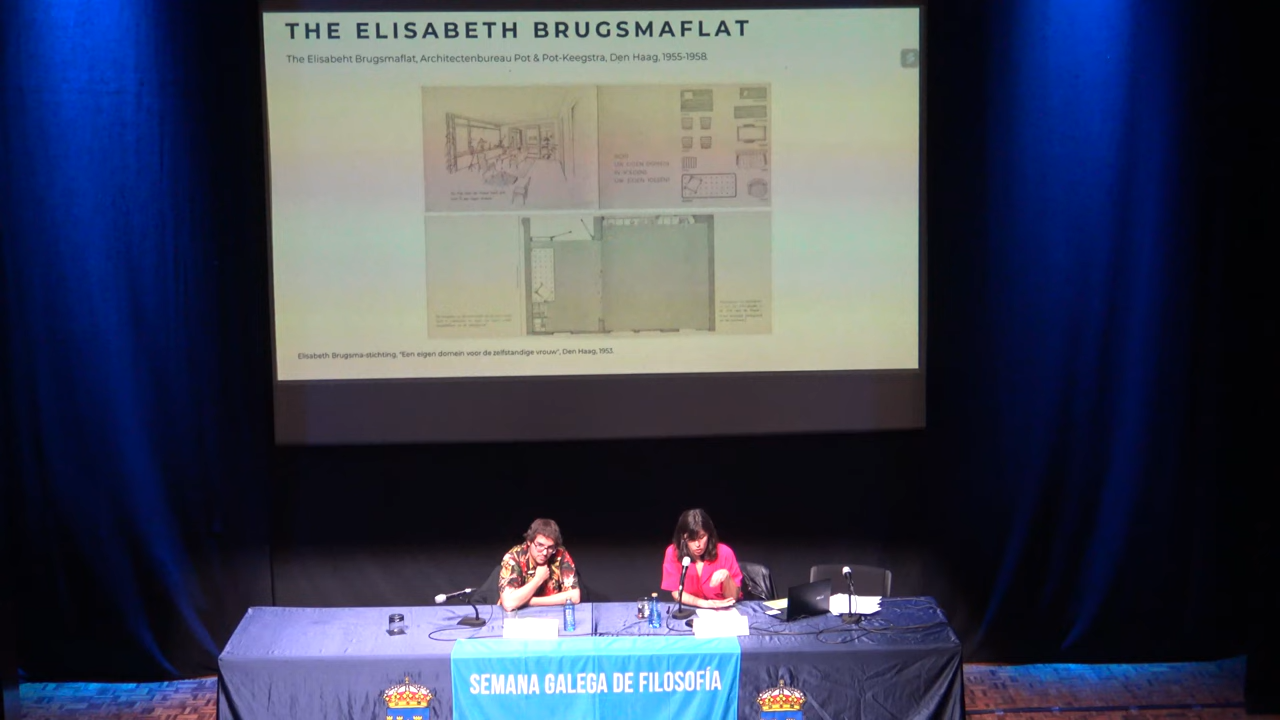 THE ELISABETH BRUGSMAFLAT
The Elisabeht Brugsmaflat, Architectenbureau Pot & Pot-Keegstra, Den Haag, 1955-1958.
Elisabeth Brugsma-stichting, "Een eigen domein voor de zelfstandige vrouw", Den Haag, 1953.
SEMANA GALEGA DE FILOSOFÍA